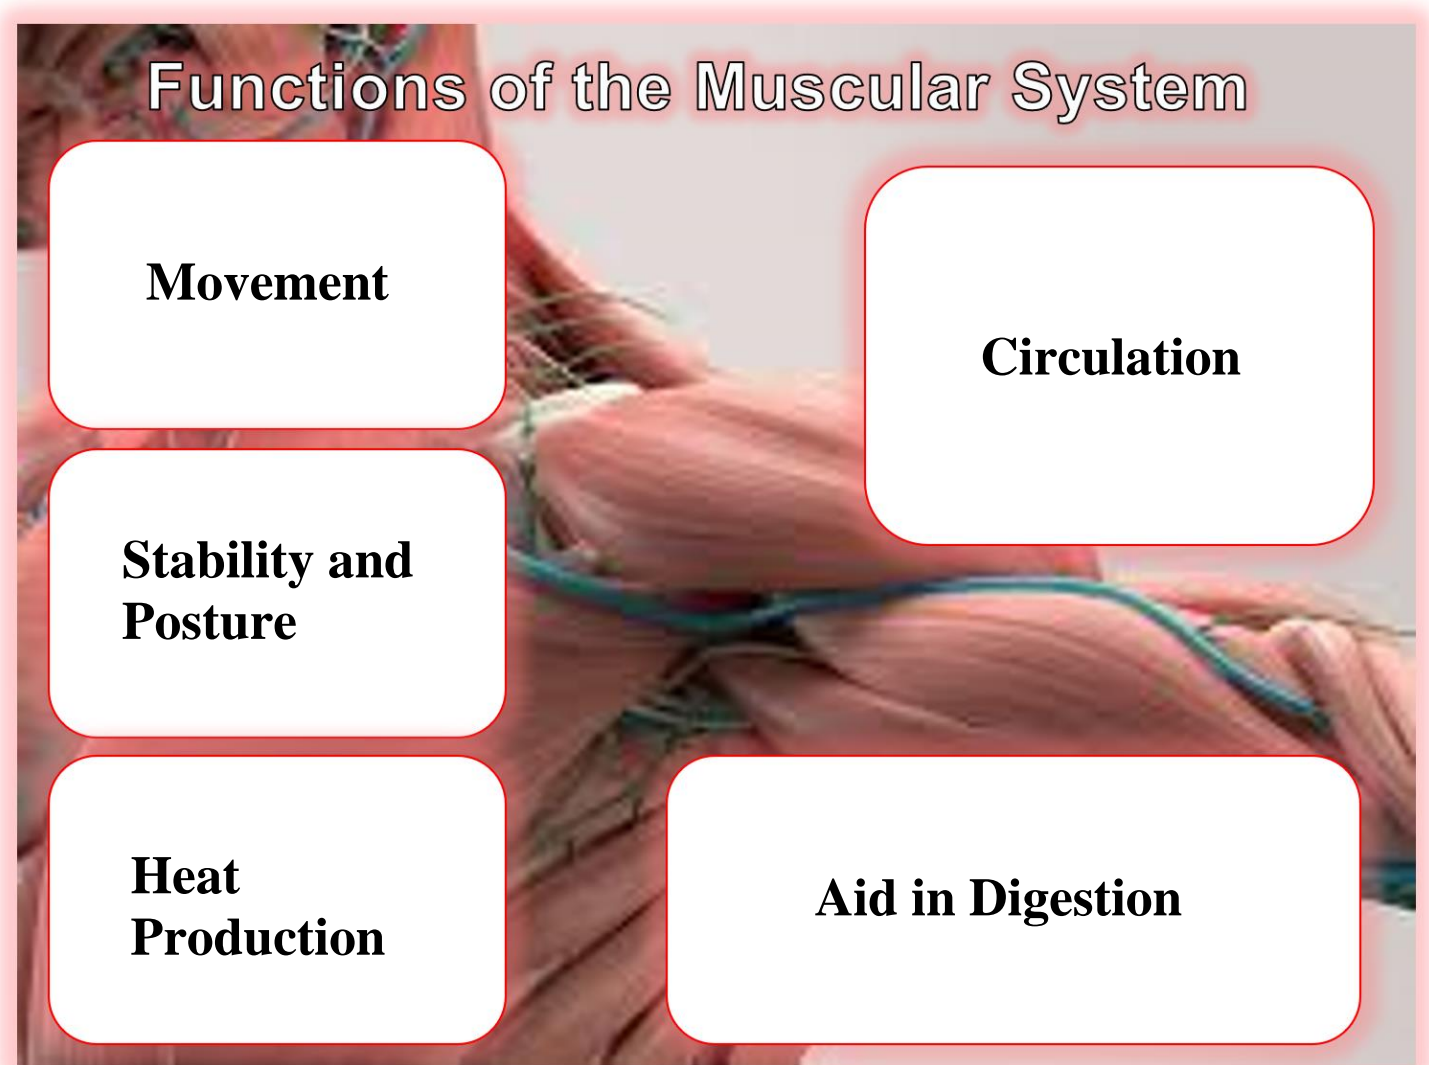 Functions of the Muscular System
Movement
Circulation
Stability and
Posture
Heat
Production
Aid in Digestion